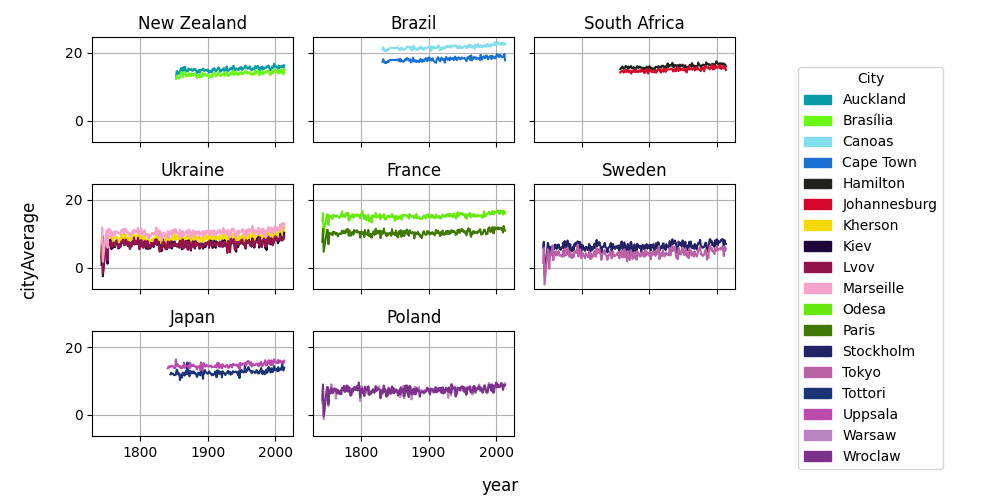 New Zealand
Brazil
South Africa
20
0
Ukraine
France
Sweden
20
0
Japan
Poland
20
0
1800 1900 2000
1800 1900 2000
cityAverage
year
City
Auckland
Brasília
Canoas
Cape Town
Hamilton
Johannesburg
Kherson
Kiev
Lvov
Marseille
Odesa
Paris
Stockholm
Tokyo
Tottori
Uppsala
Warsaw
Wroclaw